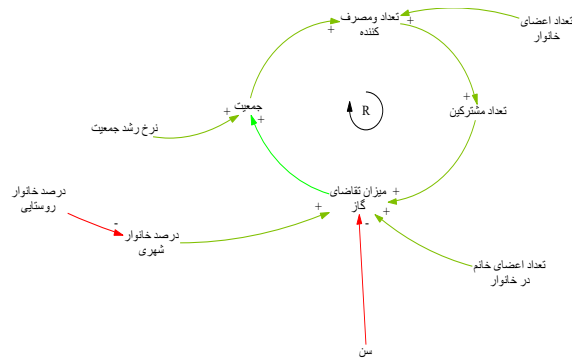 تعداد ومصرف
کننده
تعداد اعضای
خانوار
+
+
+
+
جمعیت
+
+
R
تعداد مشترکین
نرخ رشد جمعیت
درصد خانوار
روستایی
میزان تقاضای
گاز
+
+
+
-
-
درصد خانوار
شهری
تعداد اعضای خانم
در خانوار
سن